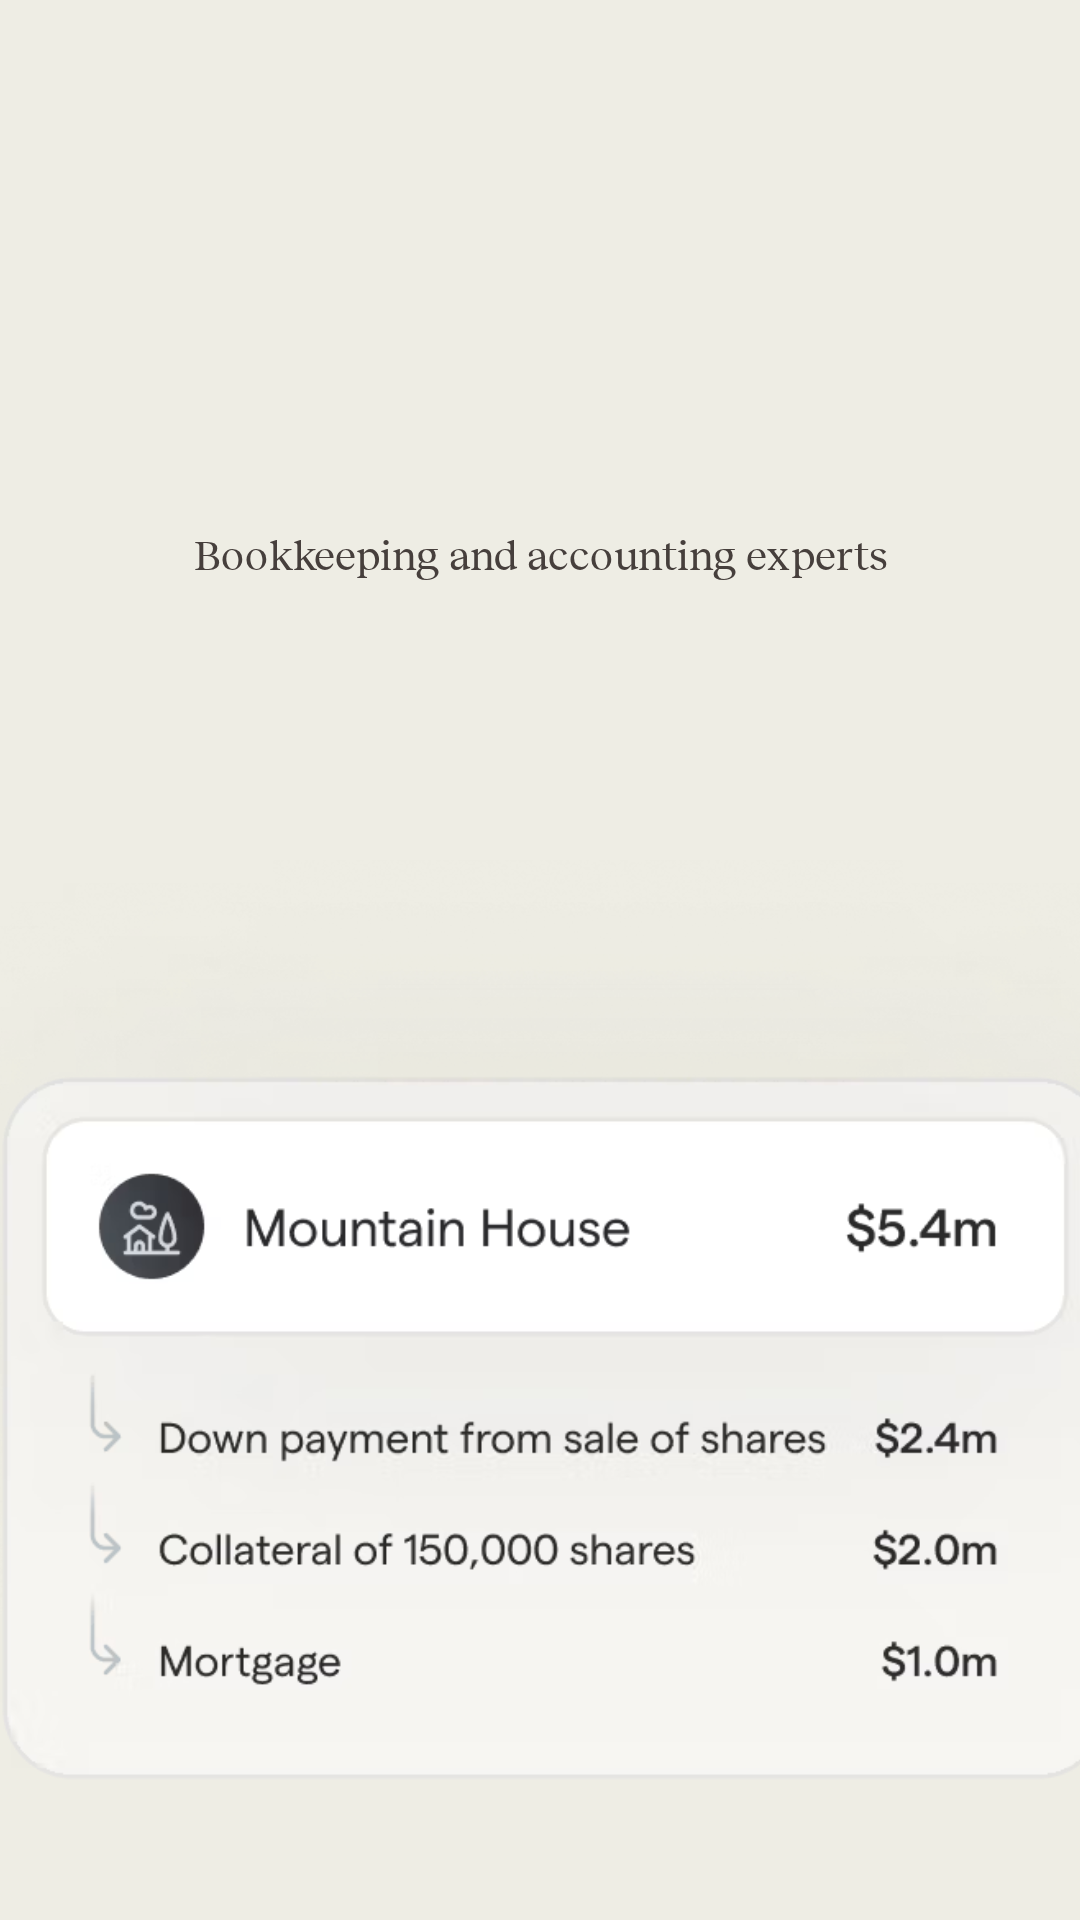 Bookkeeping and accounting experts
Mountain House $5.4m
Down payment from sale of shares $2.4m
Collateral of 150,000 shares $2.0m
Mortgage $1.0m